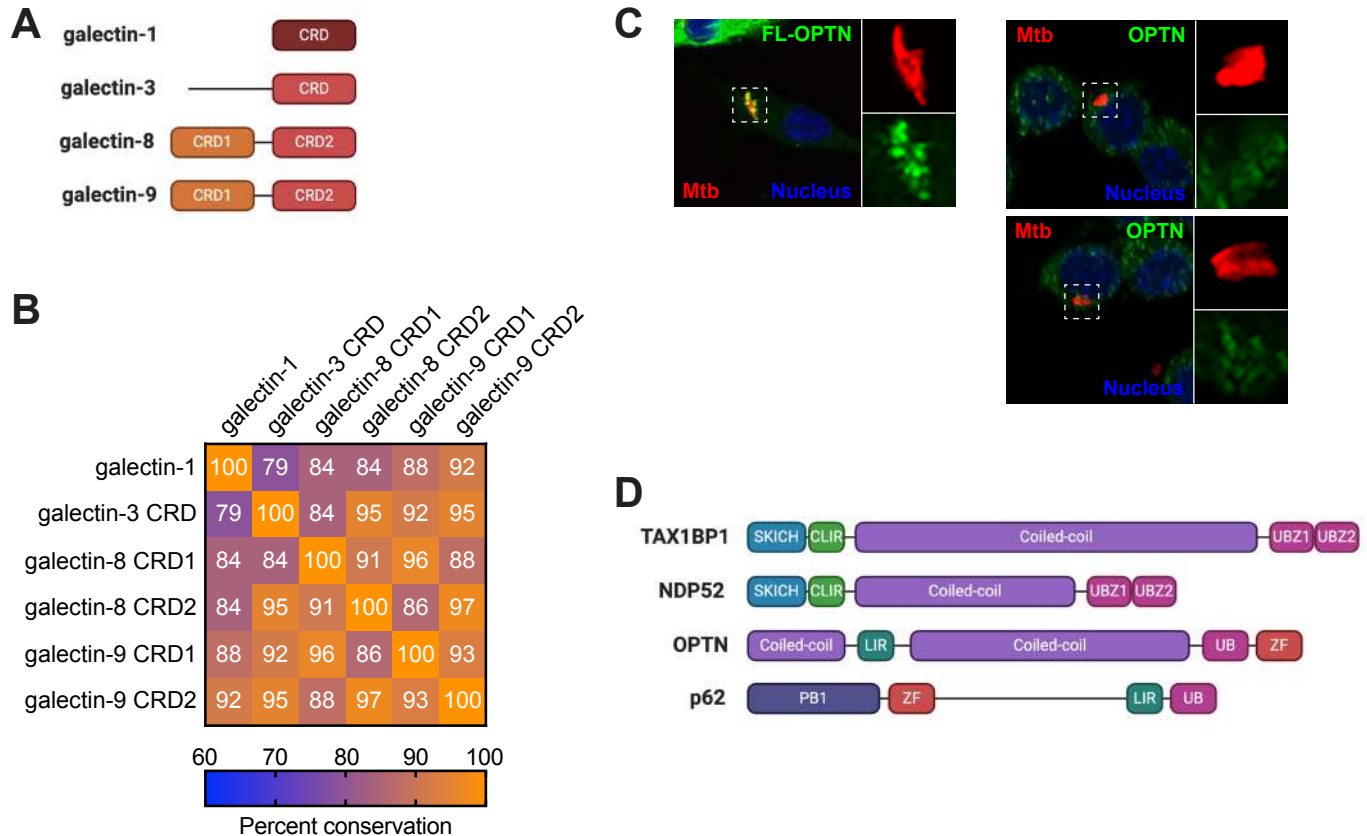 A
galectin-1 CRD
galectin-3 CRD
galectin-8 CRD1 CRD2
galectin-9 CRD1 CRD2
B
galectin-1
galectin-3 CRD
galectin-8 CRD1
galectin-8 CRD2
galectin-9 CRD1
galectin-9 CRD2
galectin-1 100 79 84 84 88 92
galectin-3 CRD 79 100 84 95 92 95
galectin-8 CRD1 84 84 100 91 96 88
galectin-8 CRD2 84 95 91 100 86 97
galectin-9 CRD1 88 92 96 86 100 93
galectin-9 CRD2 92 95 88 97 93 100
60 70 80 90 100
Percent conservation
C
FL-OPTN
Mtb Nucleus
Mtb OPTN
Nucleus
Mtb OPTN
Nucleus
D
TAX1BP1 SKICH CLIR Coiled-coil UBZ1 UBZ2
NDP52 SKICH CLIR Coiled-coil UBZ1 UBZ2
OPTN Coiled-coil LIR Coiled-coil UB ZF
p62 PB1 ZF LIR UB